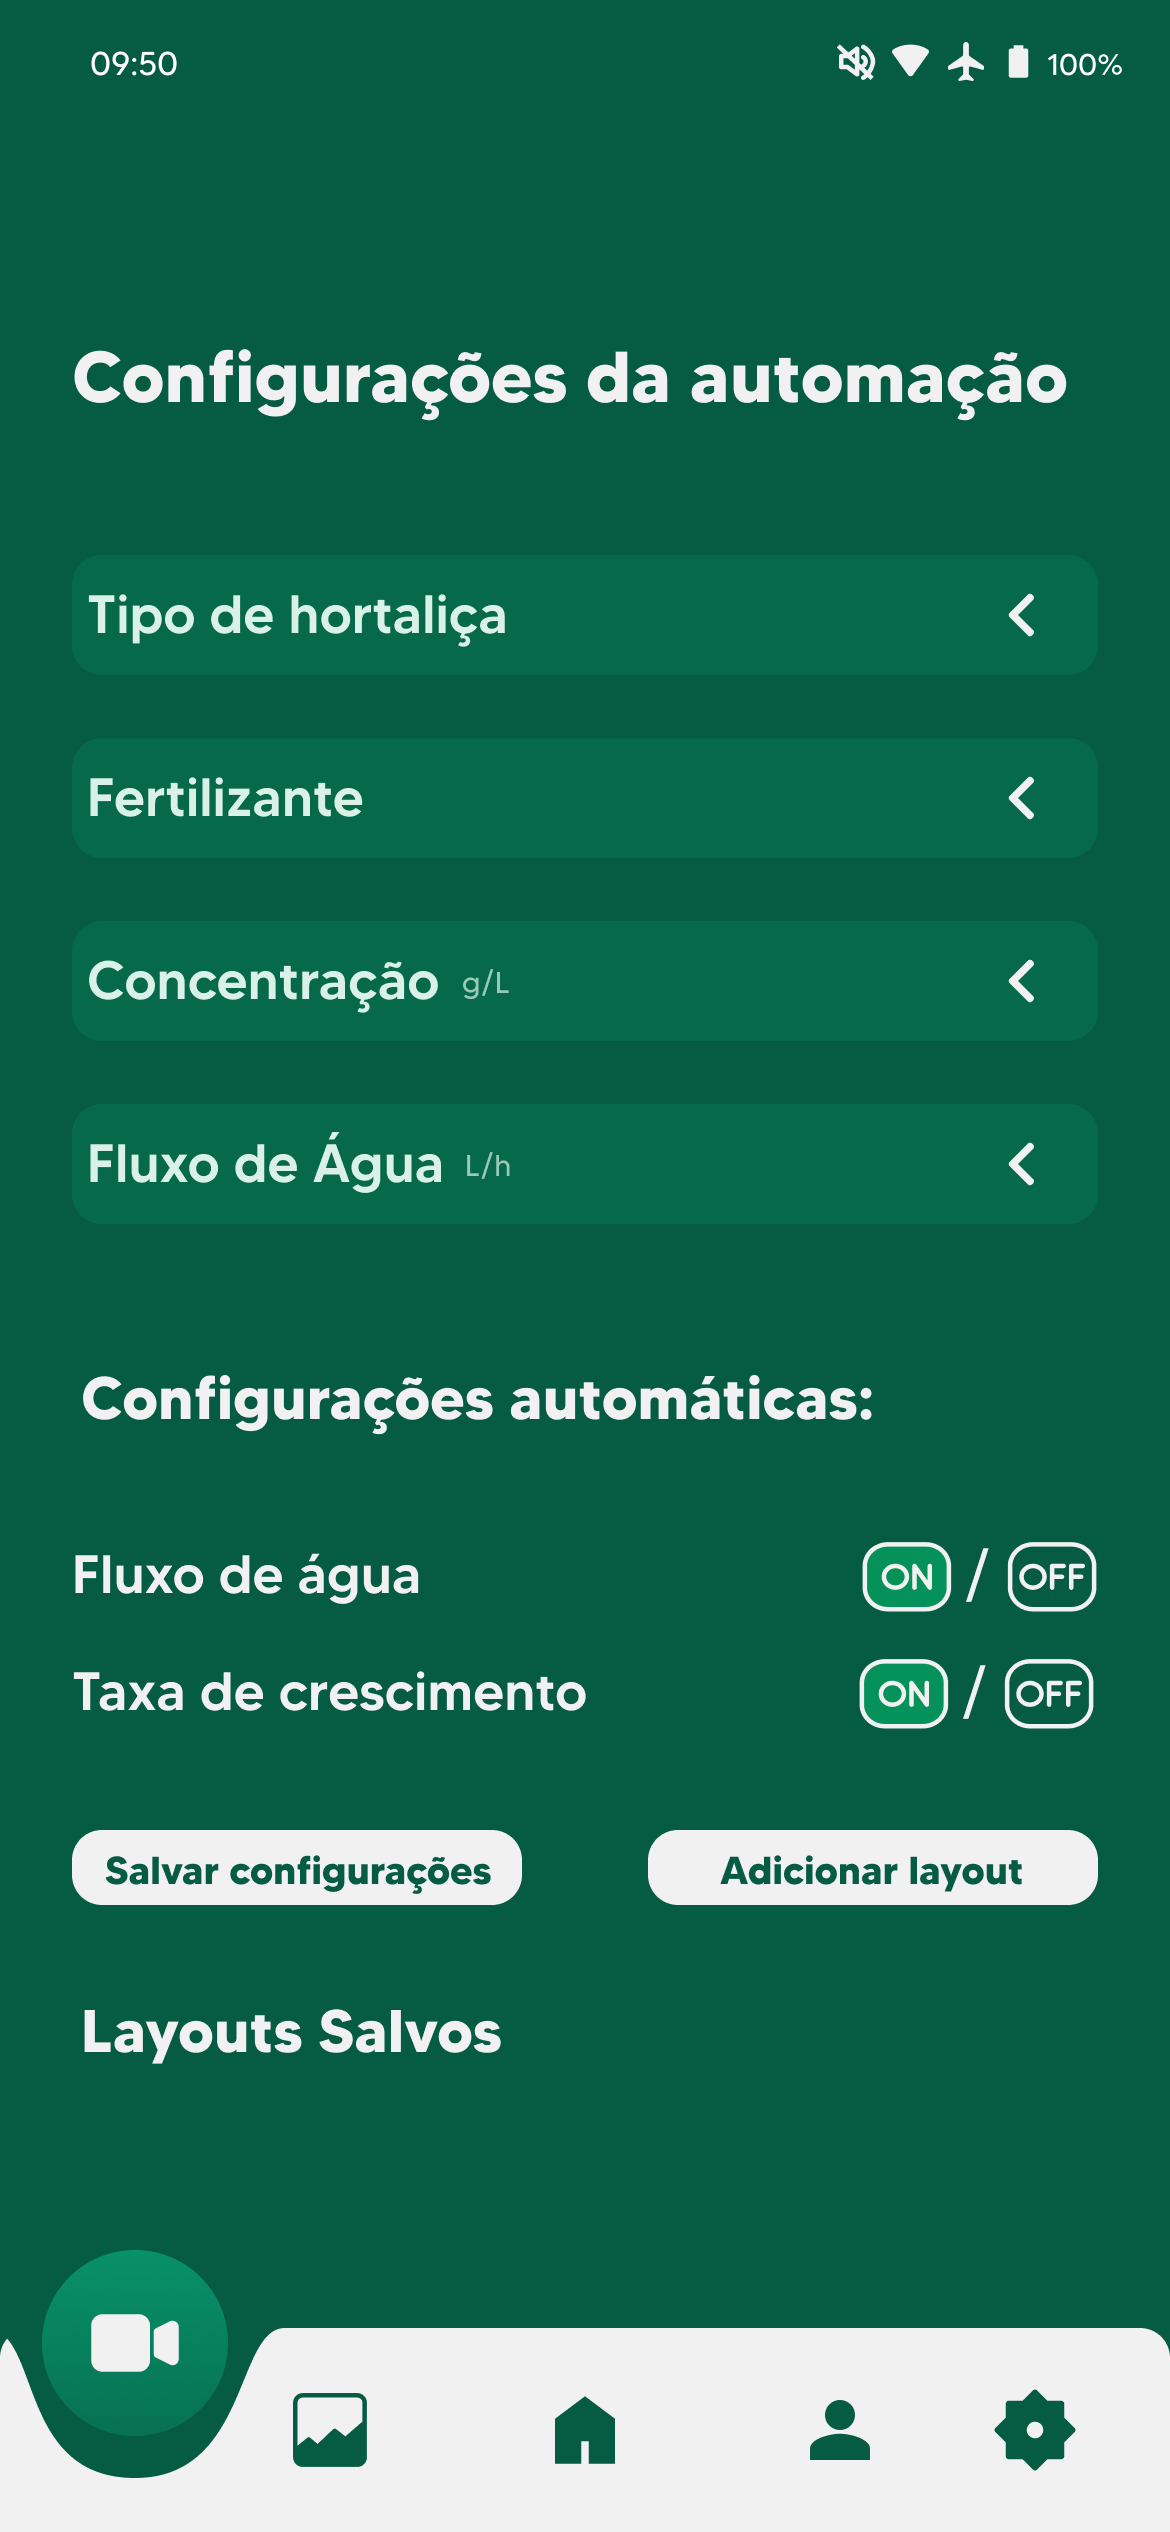 09:50 100%
Configurações da automação
Tipo de hortaliça
Fertilizante
Concentração g/L
Fluxo de Água L/h
Configurações automáticas:
Fluxo de água ON / OFF
Taxa de crescimento ON / OFF
Salvar configurações Adicionar layout
Layouts Salvos